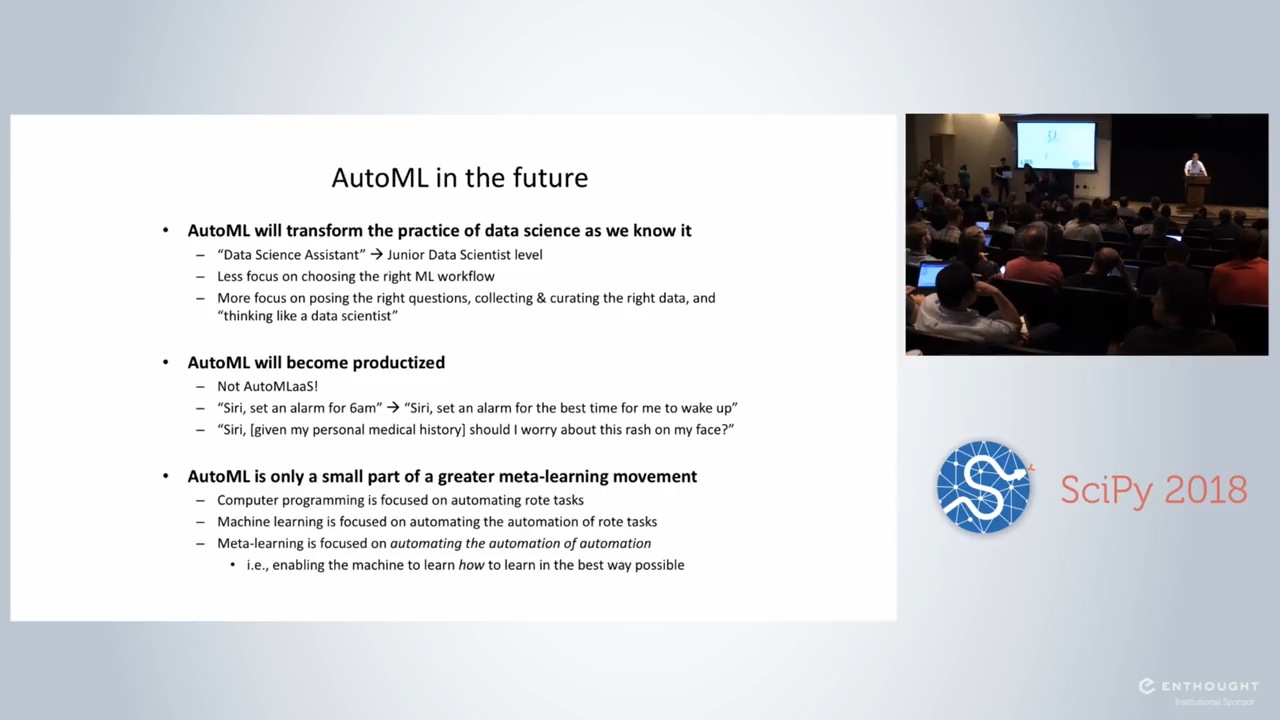 AutoML in the future
• AutoML will transform the practice of data science as we know it
– “Data Science Assistant” → Junior Data Scientist level
– Less focus on choosing the right ML workflow
– More focus on posing the right questions, collecting & curating the right data, and
“thinking like a data scientist”
• AutoML will become productized
– Not AutoMLaaS!
– “Siri, set an alarm for 6am” → “Siri, set an alarm for the best time for me to wake up”
– “Siri, [given my personal medical history] should I worry about this rash on my face?”
• AutoML is only a small part of a greater meta-learning movement
– Computer programming is focused on automating rote tasks
– Machine learning is focused on automating the automation of rote tasks
– Meta-learning is focused on automating the automation of automation
• i.e., enabling the machine to learn how to learn in the best way possible
SciPy 2018
ENTHOUGHT
Institutional Sponsor